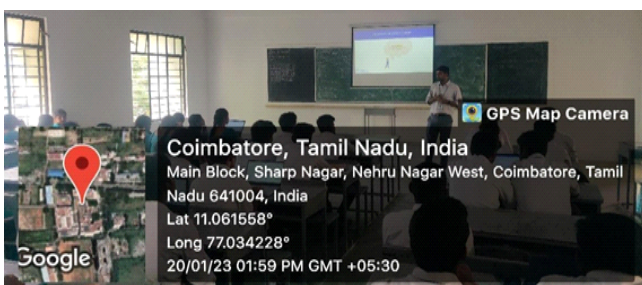 GPS Map Camera
Coimbatore, Tamil Nadu, India
Main Block, Sharp Nagar, Nehru Nagar West, Coimbatore, Tamil
Nadu 641004, India
Lat 11.061558°
Long 77.034228°
20/01/23 01:59 PM GMT +05:30
Google